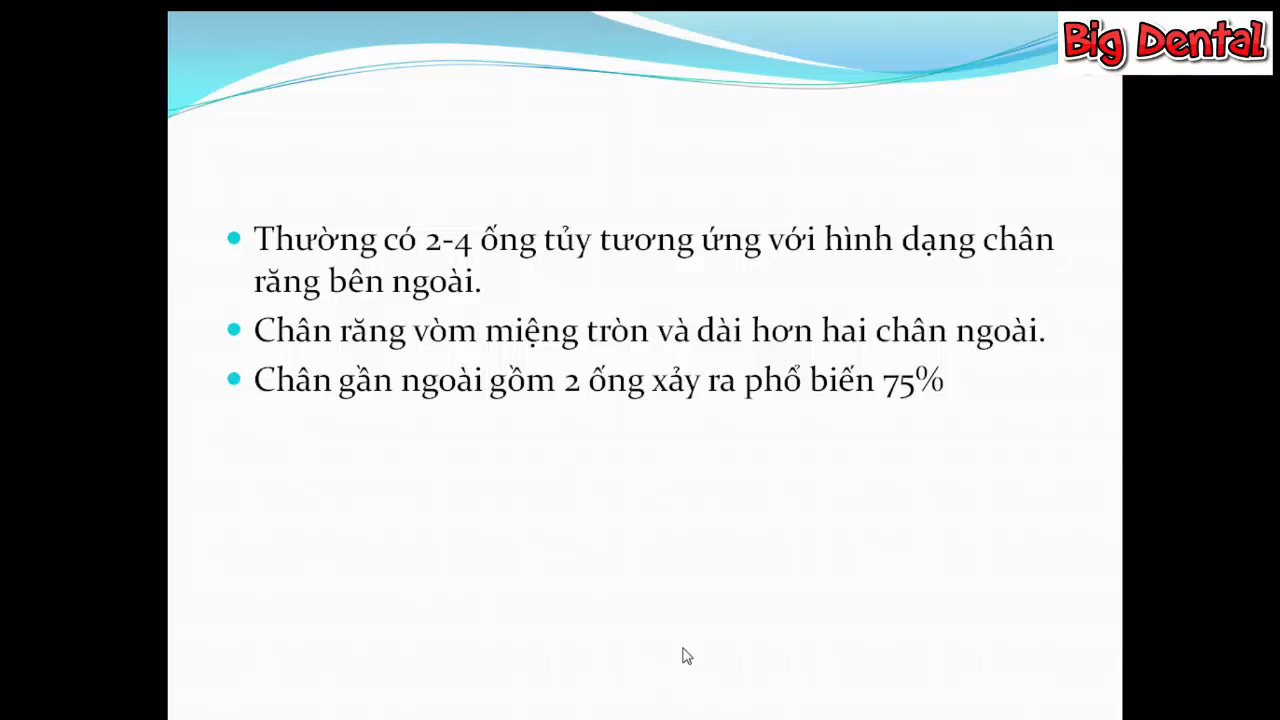 Big Dental
Thường có 2-4 ống tủy tương ứng với hình dạng chân
răng bên ngoài.
Chân răng vòm miệng tròn và dài hơn hai chân ngoài.
Chân gần ngoài gồm 2 ống xảy ra phổ biến 75%